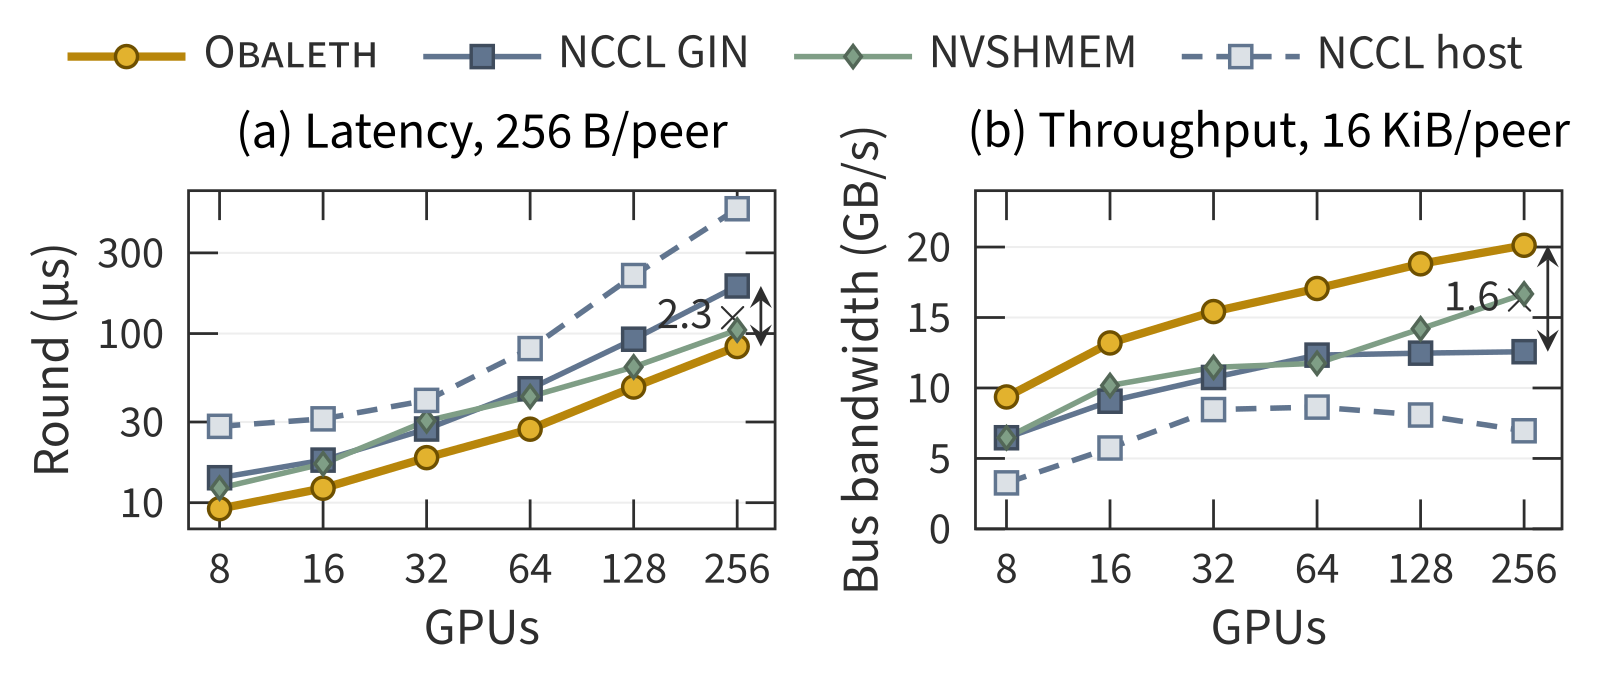 OBALETH NCCL GIN NVSHMEM NCCL host
(a) Latency, 256 B/peer
Round (µs)
300
100
30
10
2.3×
8 16 32 64 128 256
GPUs
(b) Throughput, 16 KiB/peer
Bus bandwidth (GB/s)
20
15
10
5
0
1.6×
8 16 32 64 128 256
GPUs